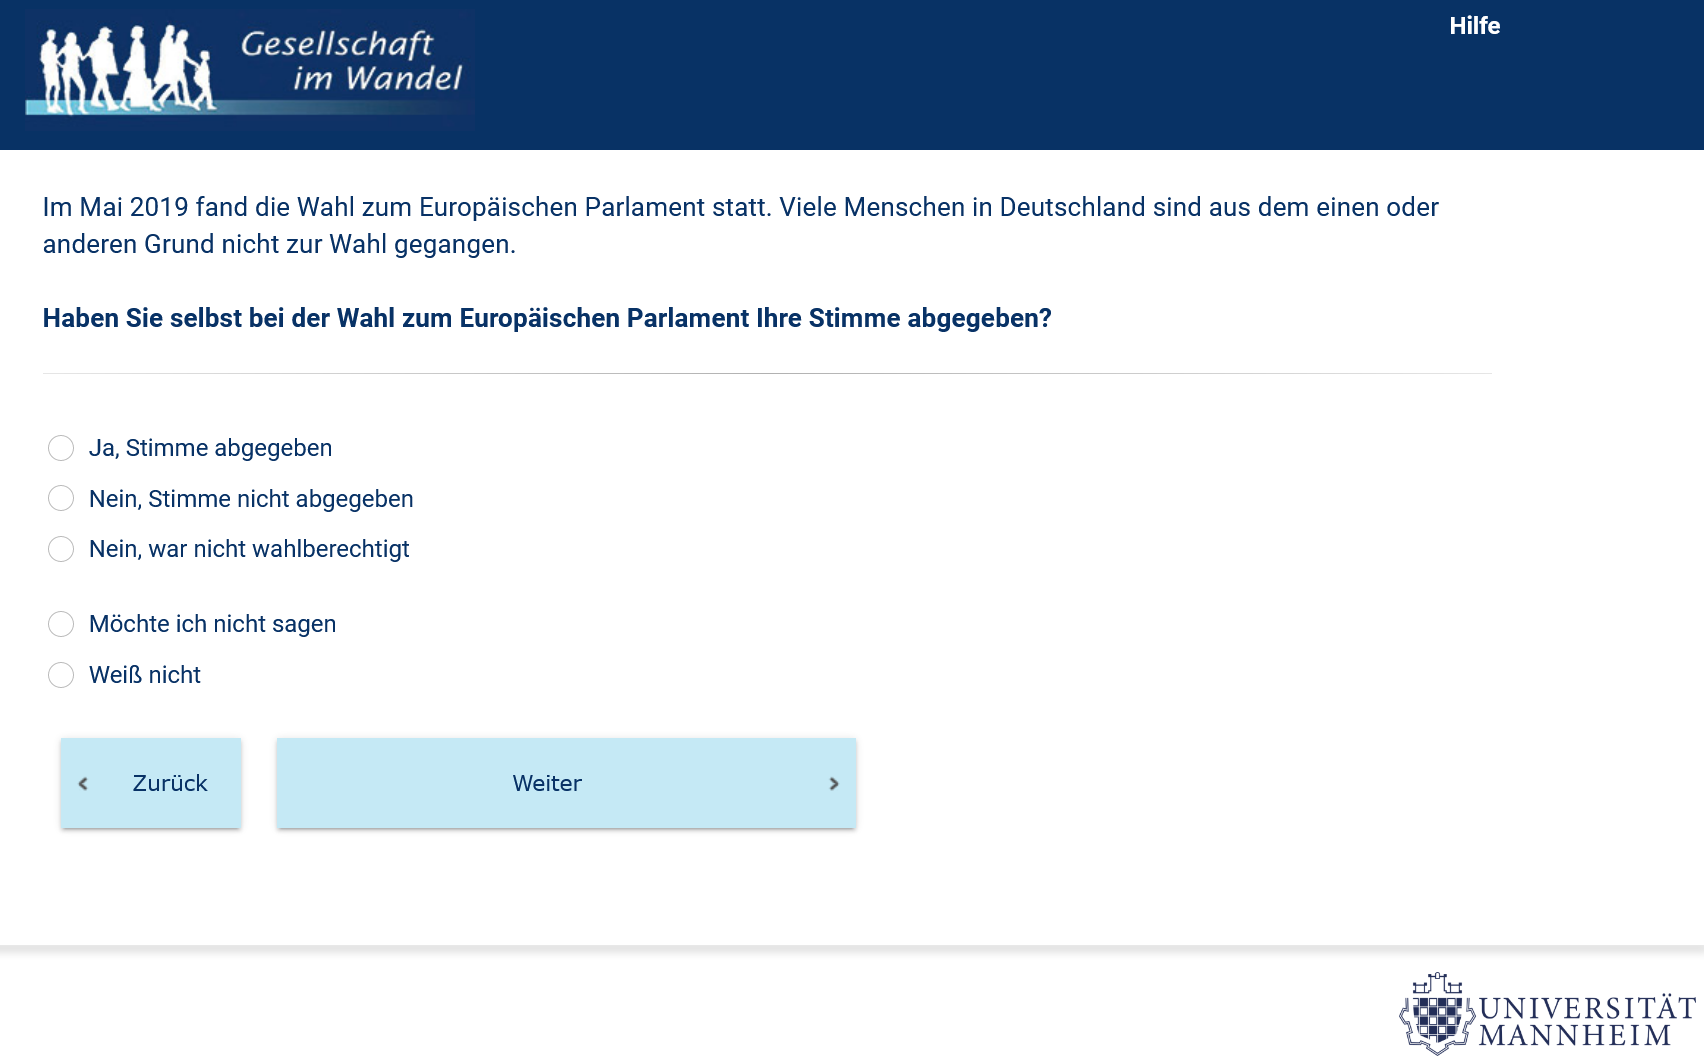 Gesellschaft
im Wandel
Hilfe
Im Mai 2019 fand die Wahl zum Europäischen Parlament statt. Viele Menschen in Deutschland sind aus dem einen oder
anderen Grund nicht zur Wahl gegangen.
Haben Sie selbst bei der Wahl zum Europäischen Parlament Ihre Stimme abgegeben?
Ja, Stimme abgegeben
Nein, Stimme nicht abgegeben
Nein, war nicht wahlberechtigt
Möchte ich nicht sagen
Weiß nicht
Zurück
Weiter
UNIVERSITÄT
MANNHEIM